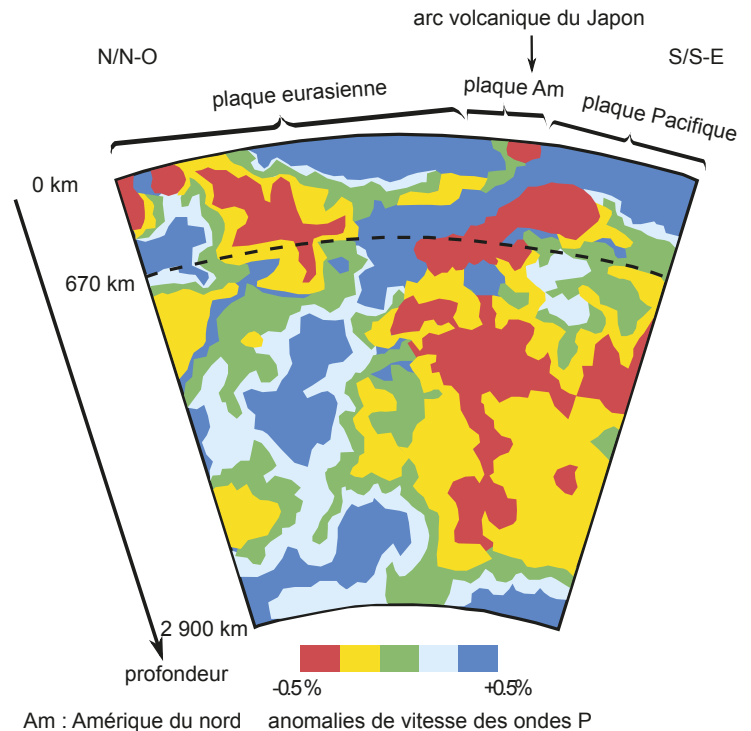 arc volcanique du Japon
N/N-O
S/S-E
plaque eurasienne
plaque Am
plaque Pacifique
0 km
670 km
2 900 km
profondeur
-0.5%
+0.5%
Am : Amérique du nord anomalies de vitesse des ondes P